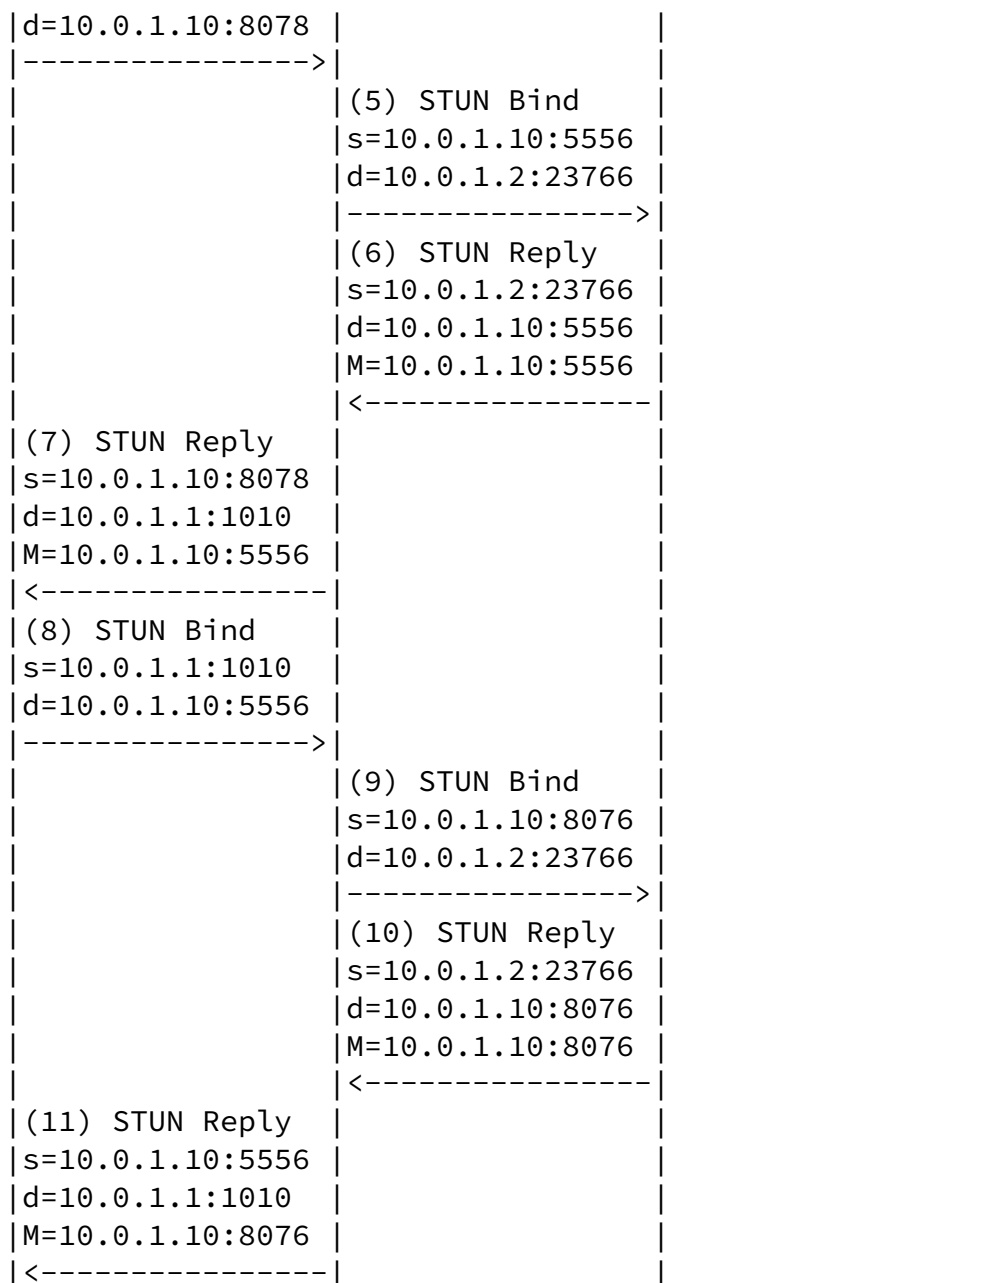 |d=10.0.1.10:8078 |                 |
|---------------->|                 |
|                 |(5) STUN Bind    |
|                 |s=10.0.1.10:5556 |
|                 |d=10.0.1.2:23766 |
|                 |---------------->|
|                 |(6) STUN Reply   |
|                 |s=10.0.1.2:23766 |
|                 |d=10.0.1.10:5556 |
|                 |M=10.0.1.10:5556 |
|                 |<----------------|
|(7) STUN Reply   |                 |
|s=10.0.1.10:8078 |                 |
|d=10.0.1.1:1010  |                 |
|M=10.0.1.10:5556 |                 |
|<----------------|                 |
|(8) STUN Bind    |                 |
|s=10.0.1.1:1010  |                 |
|d=10.0.1.10:5556 |                 |
|---------------->|                 |
|                 |(9) STUN Bind    |
|                 |s=10.0.1.10:8076 |
|                 |d=10.0.1.2:23766 |
|                 |---------------->|
|                 |(10) STUN Reply  |
|                 |s=10.0.1.2:23766 |
|                 |d=10.0.1.10:8076 |
|                 |M=10.0.1.10:8076 |
|                 |<----------------|
|(11) STUN Reply  |                 |
|s=10.0.1.10:5556 |                 |
|d=10.0.1.1:1010  |                 |
|M=10.0.1.10:8076 |                 |
|<----------------|                 |